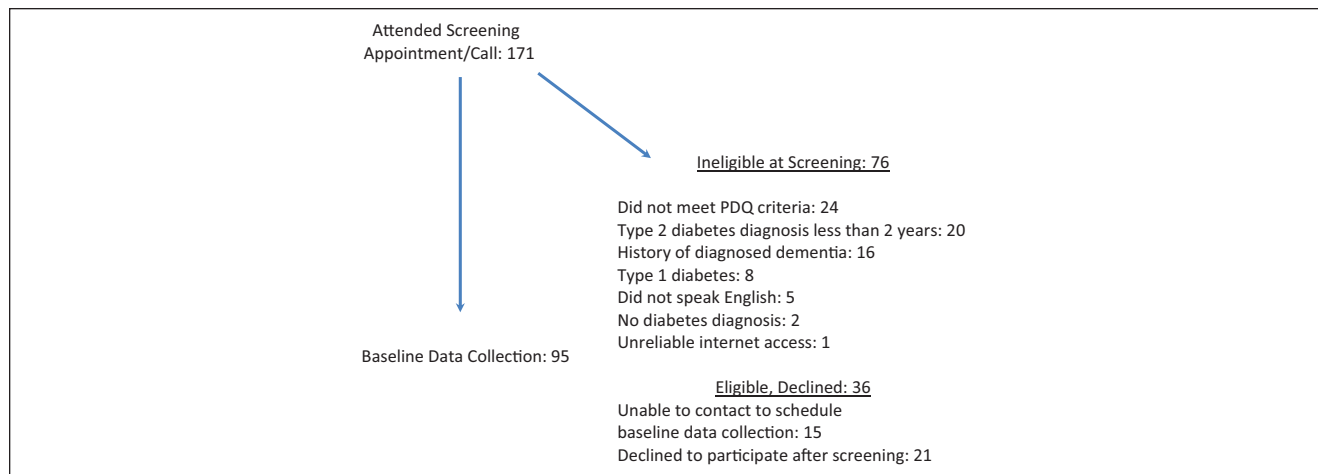 Attended Screening
Appointment/Call: 171
Ineligible at Screening: 76
Did not meet PDQ criteria: 24
Type 2 diabetes diagnosis less than 2 years: 20
History of diagnosed dementia: 16
Type 1 diabetes: 8
Did not speak English: 5
No diabetes diagnosis: 2
Unreliable internet access: 1
Baseline Data Collection: 95
Eligible, Declined: 36
Unable to contact to schedule
baseline data collection: 15
Declined to participate after screening: 21